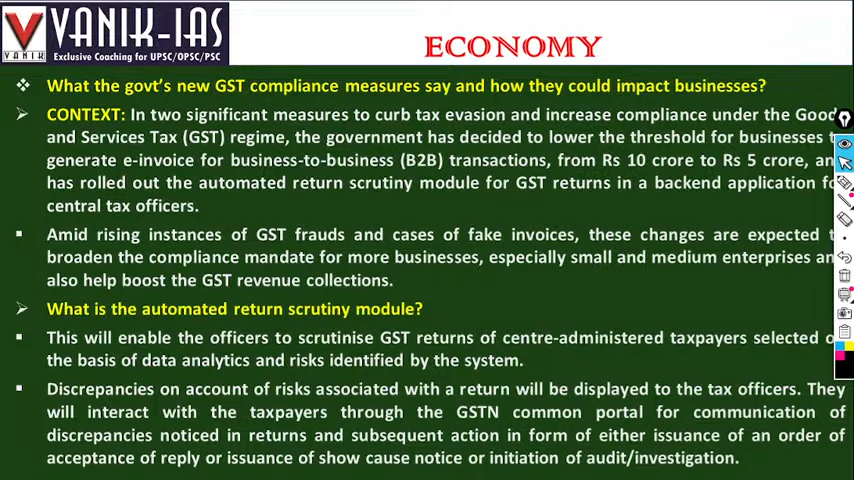 VANIK-IAS
VANIK
Exclusive Coaching for UPSC/OPSC/PSC
ECONOMY
What the govt's new GST compliance measures say and how they could impact businesses?
CONTEXT: In two significant measures to curb tax evasion and increase compliance under the Good
and Services Tax (GST) regime, the government has decided to lower the threshold for businesses t
generate e-invoice for business-to-business (B2B) transactions, from Rs 10 crore to Rs 5 crore, an
has rolled out the automated return scrutiny module for GST returns in a backend application fo
central tax officers.
Amid rising instances of GST frauds and cases of fake invoices, these changes are expected t
broaden the compliance mandate for more businesses, especially small and medium enterprises an
also help boost the GST revenue collections.
What is the automated return scrutiny module?
This will enable the officers to scrutinise GST returns of centre-administered taxpayers selected o
the basis of data analytics and risks identified by the system.
Discrepancies on account of risks associated with a return will be displayed to the tax officers. They
will interact with the taxpayers through the GSTN common portal for communication of
discrepancies noticed in returns and subsequent action in form of either issuance of an order of
acceptance of reply or issuance of show cause notice or initiation of audit/investigation.